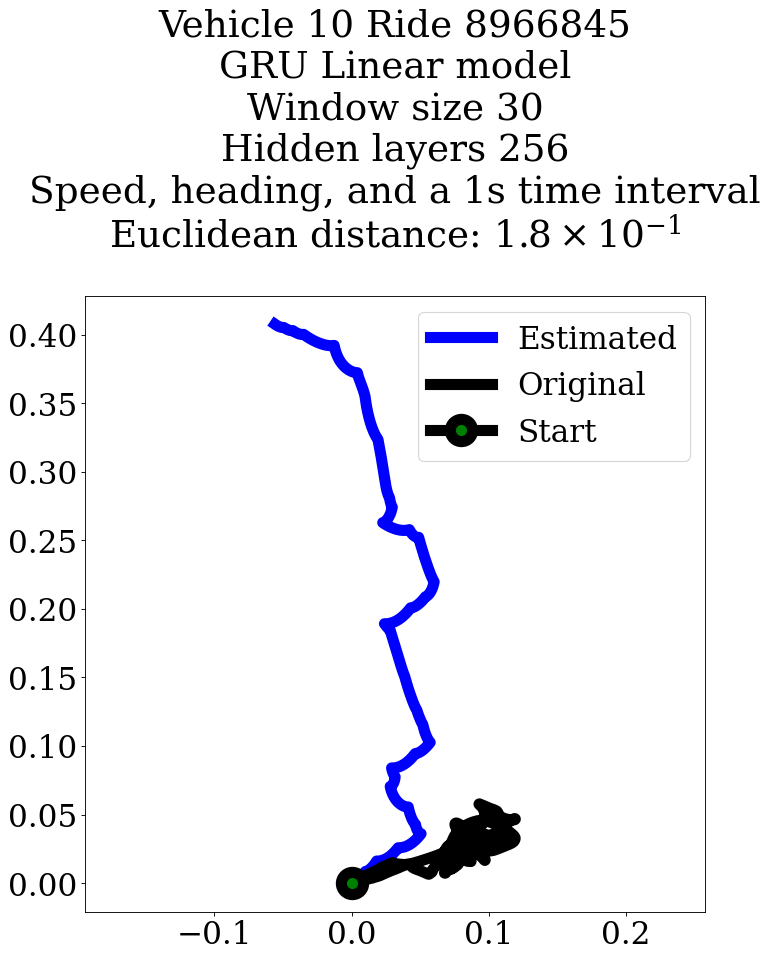 Vehicle 10 Ride 8966845
GRU Linear model
Window size 30
Hidden layers 256
Speed, heading, and a 1s time interval
Euclidean distance: 1.8 × 10⁻¹
Estimated
Original
Start
0.40
0.35
0.30
0.25
0.20
0.15
0.10
0.05
0.00
−0.1 0.0 0.1 0.2